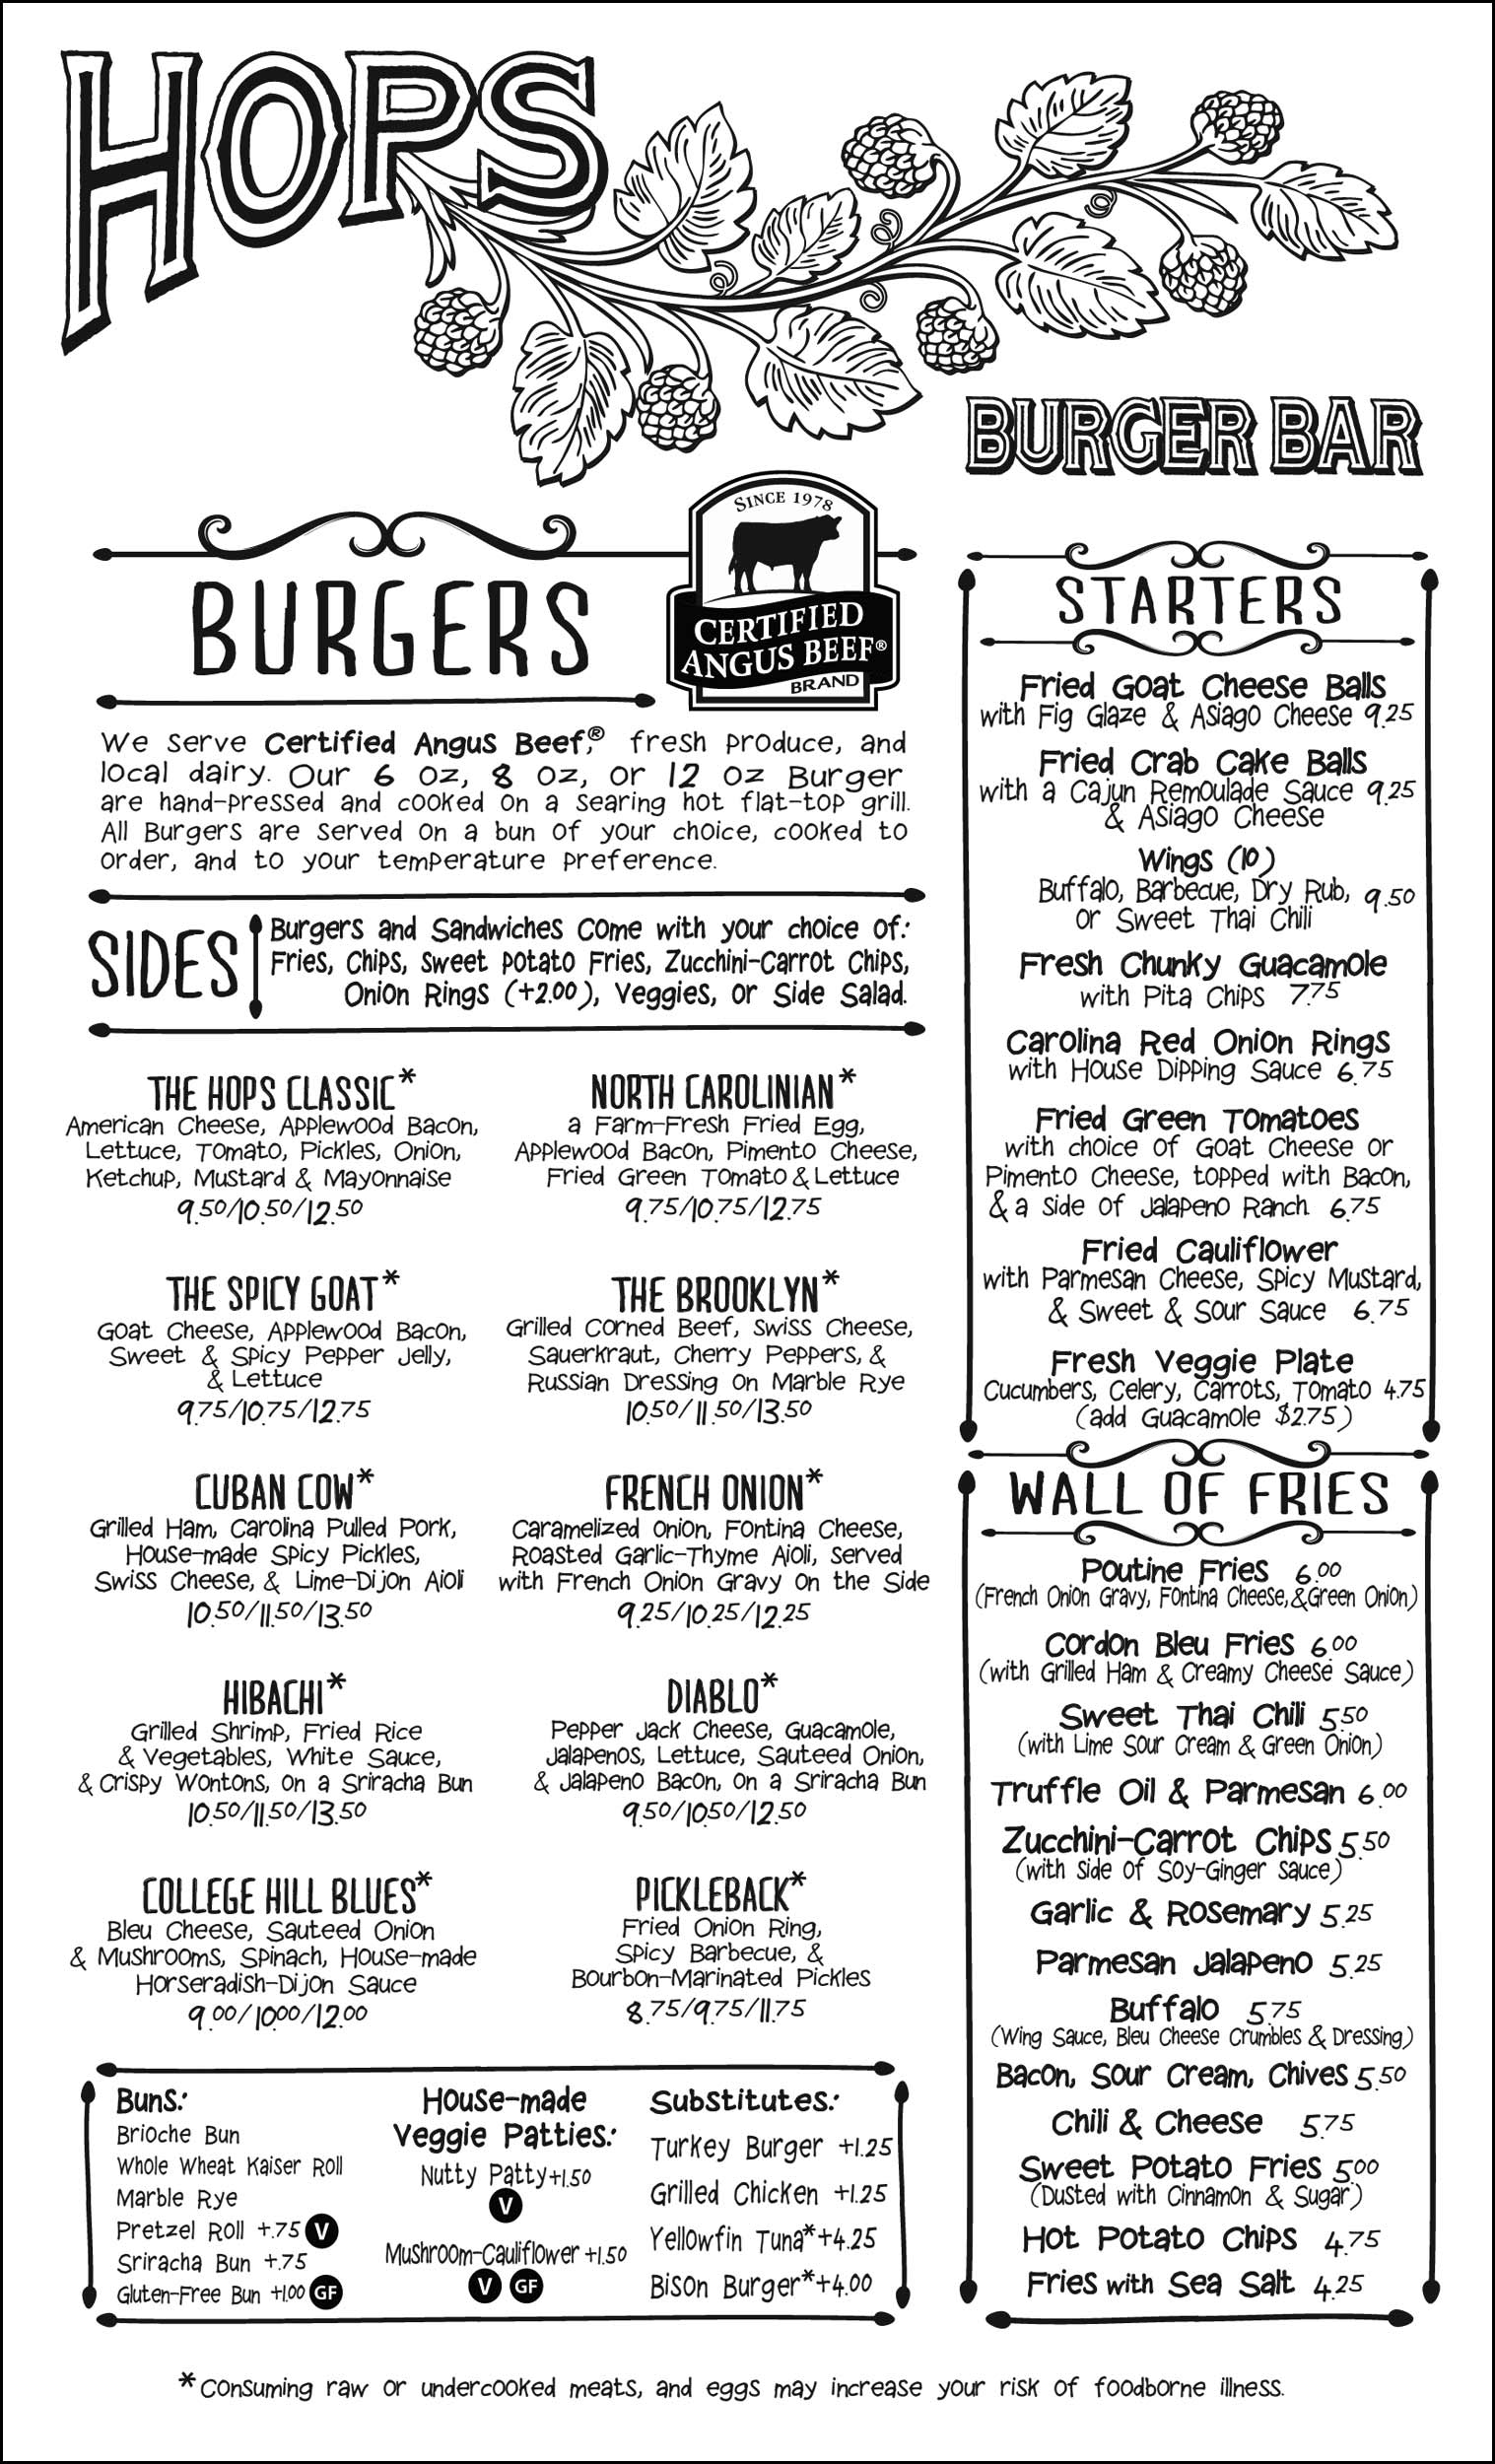 HOPS
BURGER BAR
BURGERS
SINCE 1978
CERTIFIED
ANGUS BEEF®
BRAND
We serve Certified Angus Beef,® fresh produce, and
local dairy. Our 6 oz, 8 oz, or 12 oz Burger
are hand-pressed and cooked on a searing hot flat-top grill.
All Burgers are served on a bun of your choice, cooked to
order, and to your temperature preference.
SIDES
Burgers and Sandwiches Come with your choice of:
Fries, Chips, Sweet Potato Fries, Zucchini-Carrot Chips,
Onion Rings (+2.00), Veggies, or Side Salad.
THE HOPS CLASSIC*
American Cheese, Applewood Bacon,
Lettuce, Tomato, Pickles, Onion,
Ketchup, Mustard & Mayonnaise
9.50/10.50/12.50
THE SPICY GOAT*
Goat Cheese, Applewood Bacon,
Sweet & Spicy Pepper Jelly,
& Lettuce
9.75/10.75/12.75
CUBAN COW*
Grilled Ham, Carolina Pulled Pork,
House-made Spicy Pickles,
Swiss Cheese, & Lime-Dijon Aioli
10.50/11.50/13.50
HIBACHI*
Grilled Shrimp, Fried Rice
& Vegetables, White Sauce,
& Crispy Wontons, on a Sriracha Bun
10.50/11.50/13.50
COLLEGE HILL BLUES*
Bleu Cheese, Sauteed Onion
& Mushrooms, Spinach, House-made
Horseradish-Dijon Sauce
9.00/10.00/12.00
NORTH CAROLINIAN*
a Farm-Fresh Fried Egg,
Applewood Bacon, Pimento Cheese,
Fried Green Tomato & Lettuce
9.75/10.75/12.75
THE BROOKLYN*
Grilled Corned Beef, Swiss Cheese,
Sauerkraut, Cherry Peppers, &
Russian Dressing on Marble Rye
10.50/11.50/13.50
FRENCH ONION*
Caramelized Onion, Fontina Cheese,
Roasted Garlic-Thyme Aioli, served
with French Onion Gravy on the Side
9.25/10.25/12.25
DIABLO*
Pepper Jack Cheese, Guacamole,
Jalapenos, Lettuce, Sauteed Onion,
& Jalapeno Bacon, on a Sriracha Bun
9.50/10.50/12.50
PICKLEBACK*
Fried Onion Ring,
Spicy Barbecue, &
Bourbon-Marinated Pickles
8.75/9.75/11.75
Buns:
Brioche Bun
Whole Wheat Kaiser Roll
Marble Rye
Pretzel Roll +.75 V
Sriracha Bun +.75
Gluten-Free Bun +1.00 GF
House-made
Veggie Patties:
Nutty Patty +1.50
V
Mushroom-Cauliflower +1.50
V GF
Substitutes:
Turkey Burger +1.25
Grilled Chicken +1.25
Yellowfin Tuna* +4.25
Bison Burger* +4.00
STARTERS
Fried Goat Cheese Balls
with Fig Glaze & Asiago Cheese 9.25
Fried Crab Cake Balls
with a Cajun Remoulade Sauce 9.25
& Asiago Cheese
Wings (10)
Buffalo, Barbecue, Dry Rub, 9.50
or Sweet Thai Chili
Fresh Chunky Guacamole
with Pita Chips 7.75
Carolina Red Onion Rings
with House Dipping Sauce 6.75
Fried Green Tomatoes
with choice of Goat Cheese or
Pimento Cheese, topped with Bacon,
& a side of Jalapeno Ranch 6.75
Fried Cauliflower
with Parmesan Cheese, Spicy Mustard,
& Sweet & Sour Sauce 6.75
Fresh Veggie Plate
Cucumbers, Celery, Carrots, Tomato 4.75
(add Guacamole $2.75)
WALL OF FRIES
Poutine Fries 6.00
(French Onion Gravy, Fontina Cheese, & Green Onion)
Cordon Bleu Fries 6.00
(with Grilled Ham & Creamy Cheese Sauce)
Sweet Thai Chili 5.50
(with Lime Sour Cream & Green Onion)
Truffle Oil & Parmesan 6.00
Zucchini-Carrot Chips 5.50
(with side of Soy-Ginger sauce)
Garlic & Rosemary 5.25
Parmesan Jalapeno 5.25
Buffalo 5.75
(Wing Sauce, Bleu Cheese Crumbles & Dressing)
Bacon, Sour Cream, Chives 5.50
Chili & Cheese 5.75
Sweet Potato Fries 5.00
(Dusted with Cinnamon & Sugar)
Hot Potato Chips 4.75
Fries with Sea Salt 4.25
*Consuming raw or undercooked meats, and eggs may increase your risk of foodborne illness.